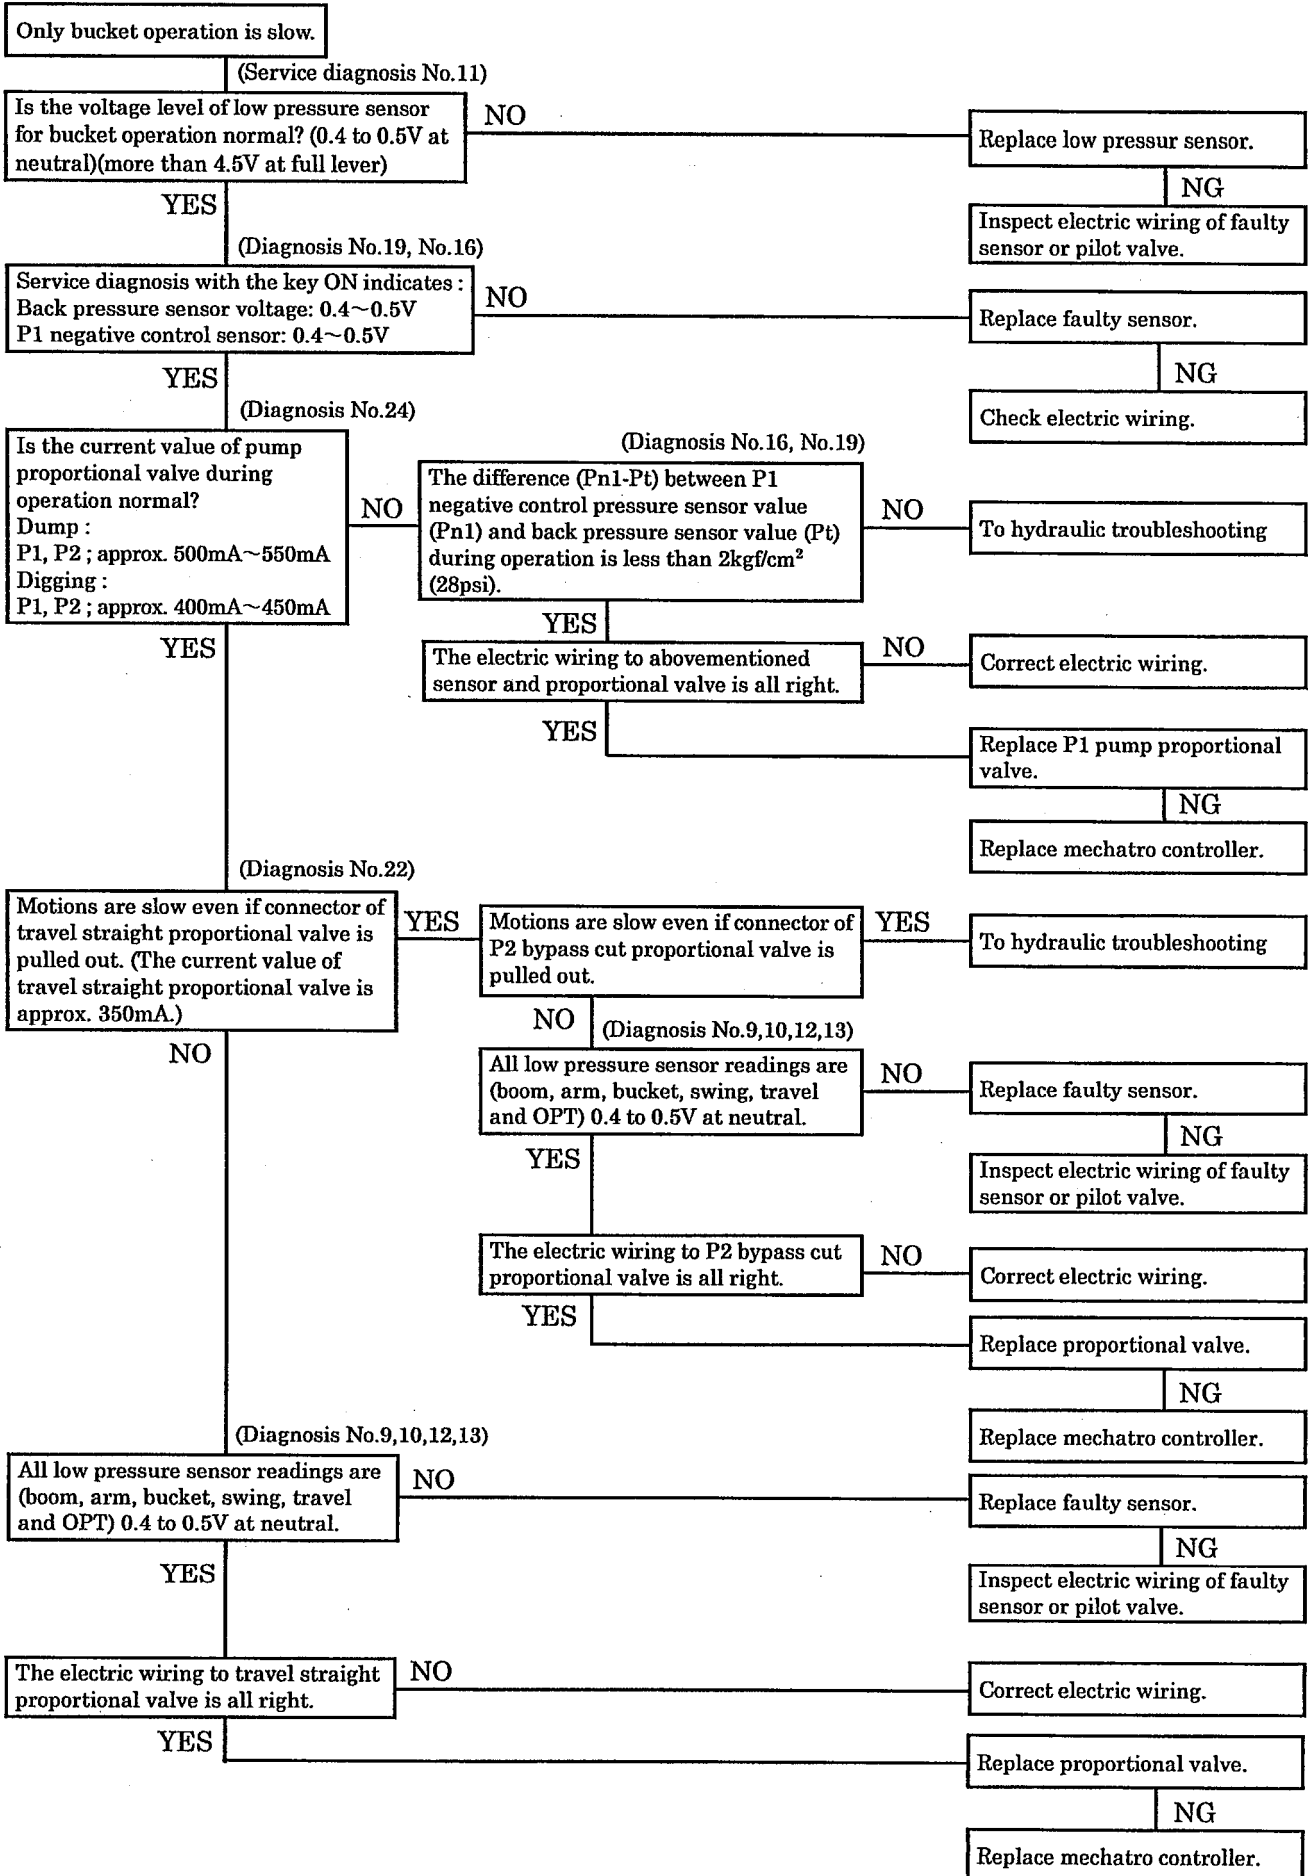 Only bucket operation is slow.
(Service diagnosis No.11)
Is the voltage level of low pressure sensor
for bucket operation normal? (0.4 to 0.5V at
neutral)(more than 4.5V at full lever)
NO
Replace low pressur sensor.
NG
Inspect electric wiring of faulty
sensor or pilot valve.
YES
(Diagnosis No.19, No.16)
Service diagnosis with the key ON indicates :
Back pressure sensor voltage: 0.4~0.5V
P1 negative control sensor: 0.4~0.5V
NO
Replace faulty sensor.
NG
Check electric wiring.
YES
(Diagnosis No.24)
Is the current value of pump
proportional valve during
operation normal?
Dump :
P1, P2 ; approx. 500mA~550mA
Digging :
P1, P2 ; approx. 400mA~450mA
NO
(Diagnosis No.16, No.19)
The difference (Pn1-Pt) between P1
negative control pressure sensor value
(Pn1) and back pressure sensor value (Pt)
during operation is less than 2kgf/cm²
(28psi).
NO
To hydraulic troubleshooting
YES
The electric wiring to abovementioned
sensor and proportional valve is all right.
NO
Correct electric wiring.
YES
Replace P1 pump proportional
valve.
NG
Replace mechatro controller.
YES
(Diagnosis No.22)
Motions are slow even if connector of
travel straight proportional valve is
pulled out. (The current value of
travel straight proportional valve is
approx. 350mA.)
YES
Motions are slow even if connector of
P2 bypass cut proportional valve is
pulled out.
YES
To hydraulic troubleshooting
NO
(Diagnosis No.9,10,12,13)
All low pressure sensor readings are
(boom, arm, bucket, swing, travel
and OPT) 0.4 to 0.5V at neutral.
NO
Replace faulty sensor.
NG
Inspect electric wiring of faulty
sensor or pilot valve.
YES
The electric wiring to P2 bypass cut
proportional valve is all right.
NO
Correct electric wiring.
YES
Replace proportional valve.
NG
Replace mechatro controller.
NO
(Diagnosis No.9,10,12,13)
All low pressure sensor readings are
(boom, arm, bucket, swing, travel
and OPT) 0.4 to 0.5V at neutral.
NO
Replace faulty sensor.
NG
Inspect electric wiring of faulty
sensor or pilot valve.
YES
The electric wiring to travel straight
proportional valve is all right.
NO
Correct electric wiring.
YES
Replace proportional valve.
NG
Replace mechatro controller.